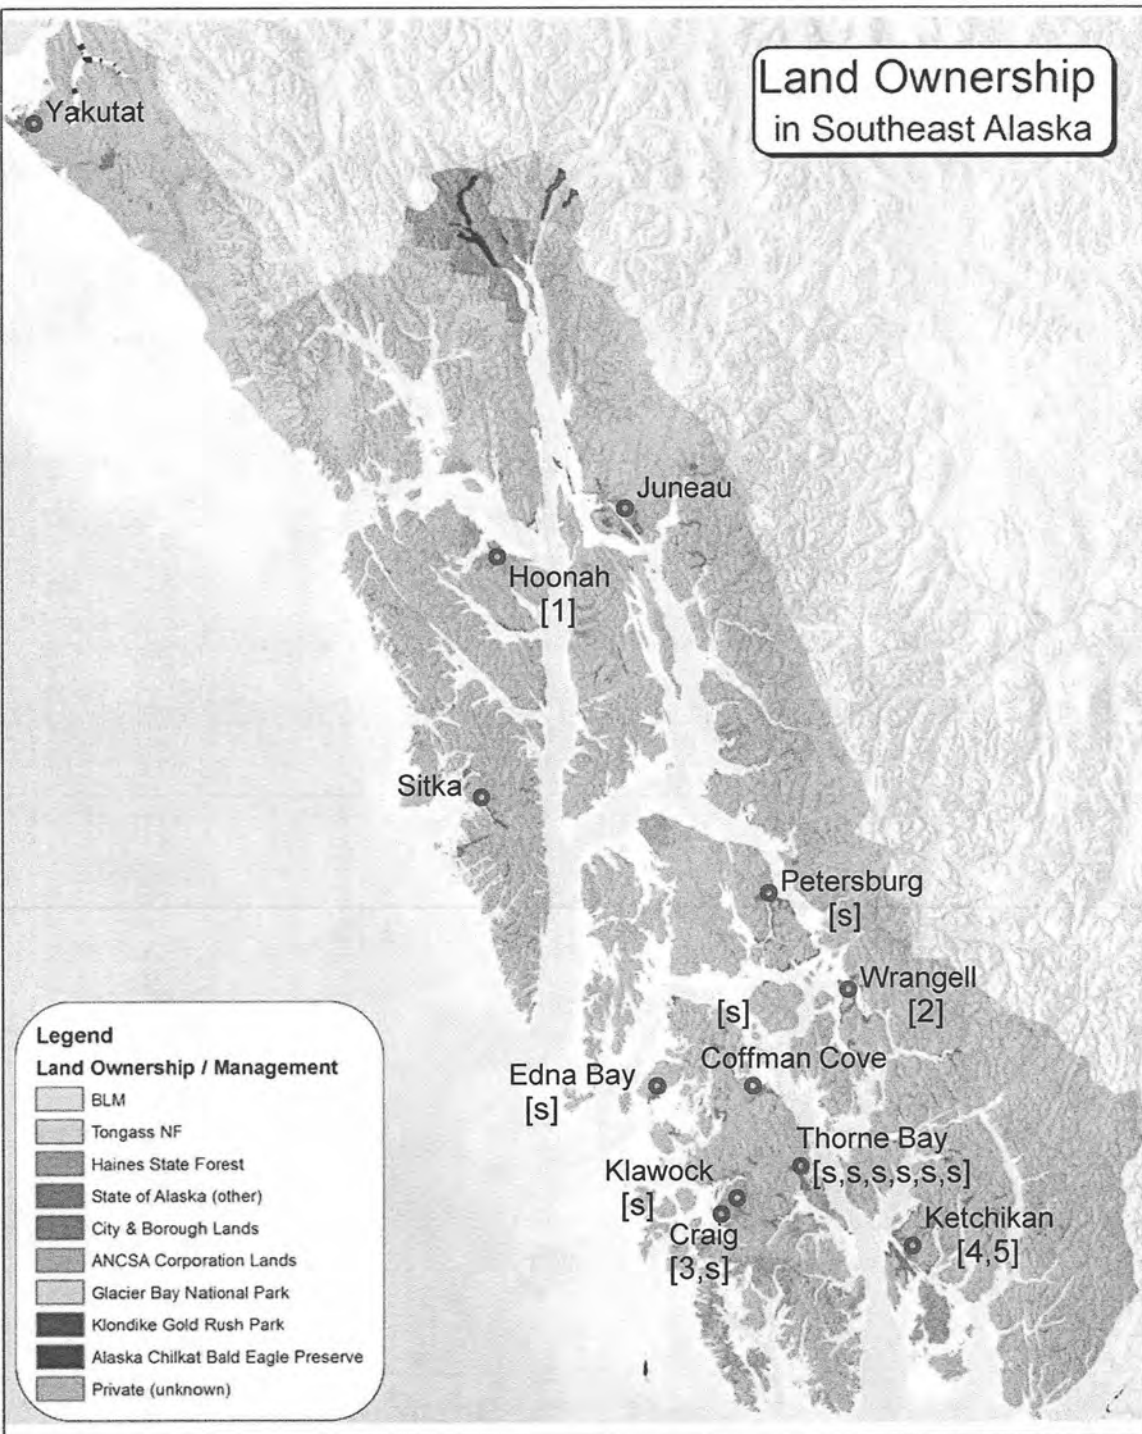 Land Ownership
in Southeast Alaska
Yakutat
Juneau
Hoonah
[1]
Sitka
Petersburg
[s]
Wrangell
[2]
[s]
Coffman Cove
Edna Bay
[s]
Thorne Bay
[s,s,s,s,s,s]
Klawock
[s]
Craig
[3,s]
Ketchikan
[4,5]
Legend
Land Ownership / Management
BLM
Tongass NF
Haines State Forest
State of Alaska (other)
City & Borough Lands
ANCSA Corporation Lands
Glacier Bay National Park
Klondike Gold Rush Park
Alaska Chilkat Bald Eagle Preserve
Private (unknown)